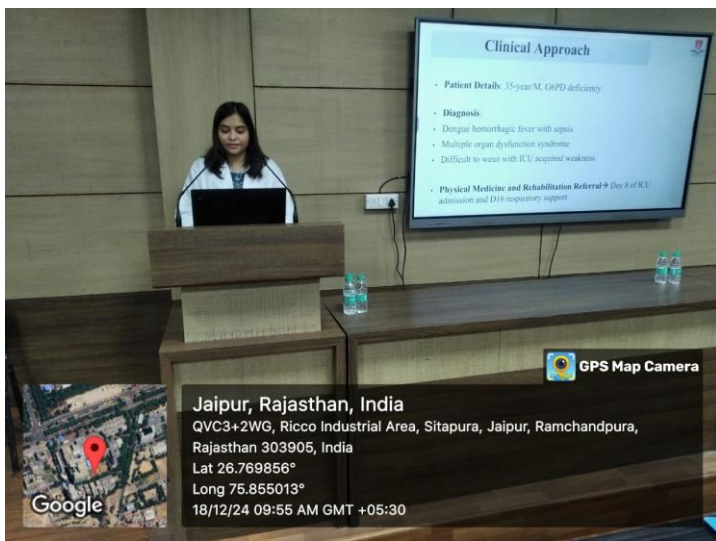 Clinical Approach
• Patient Details: 35-year/M, G6PD deficiency
• Diagnosis:
• Dengue hemorrhagic fever with sepsis
• Multiple organ dysfunction syndrome
• Difficult to wean with ICU acquired weakness
• Physical Medicine and Rehabilitation Referral→ Day 8 of ICU
admission and D16 respiratory support
GPS Map Camera
Jaipur, Rajasthan, India
QVC3+2WG, Ricco Industrial Area, Sitapura, Jaipur, Ramchandpura,
Rajasthan 303905, India
Lat 26.769856°
Long 75.855013°
18/12/24 09:55 AM GMT +05:30
Google